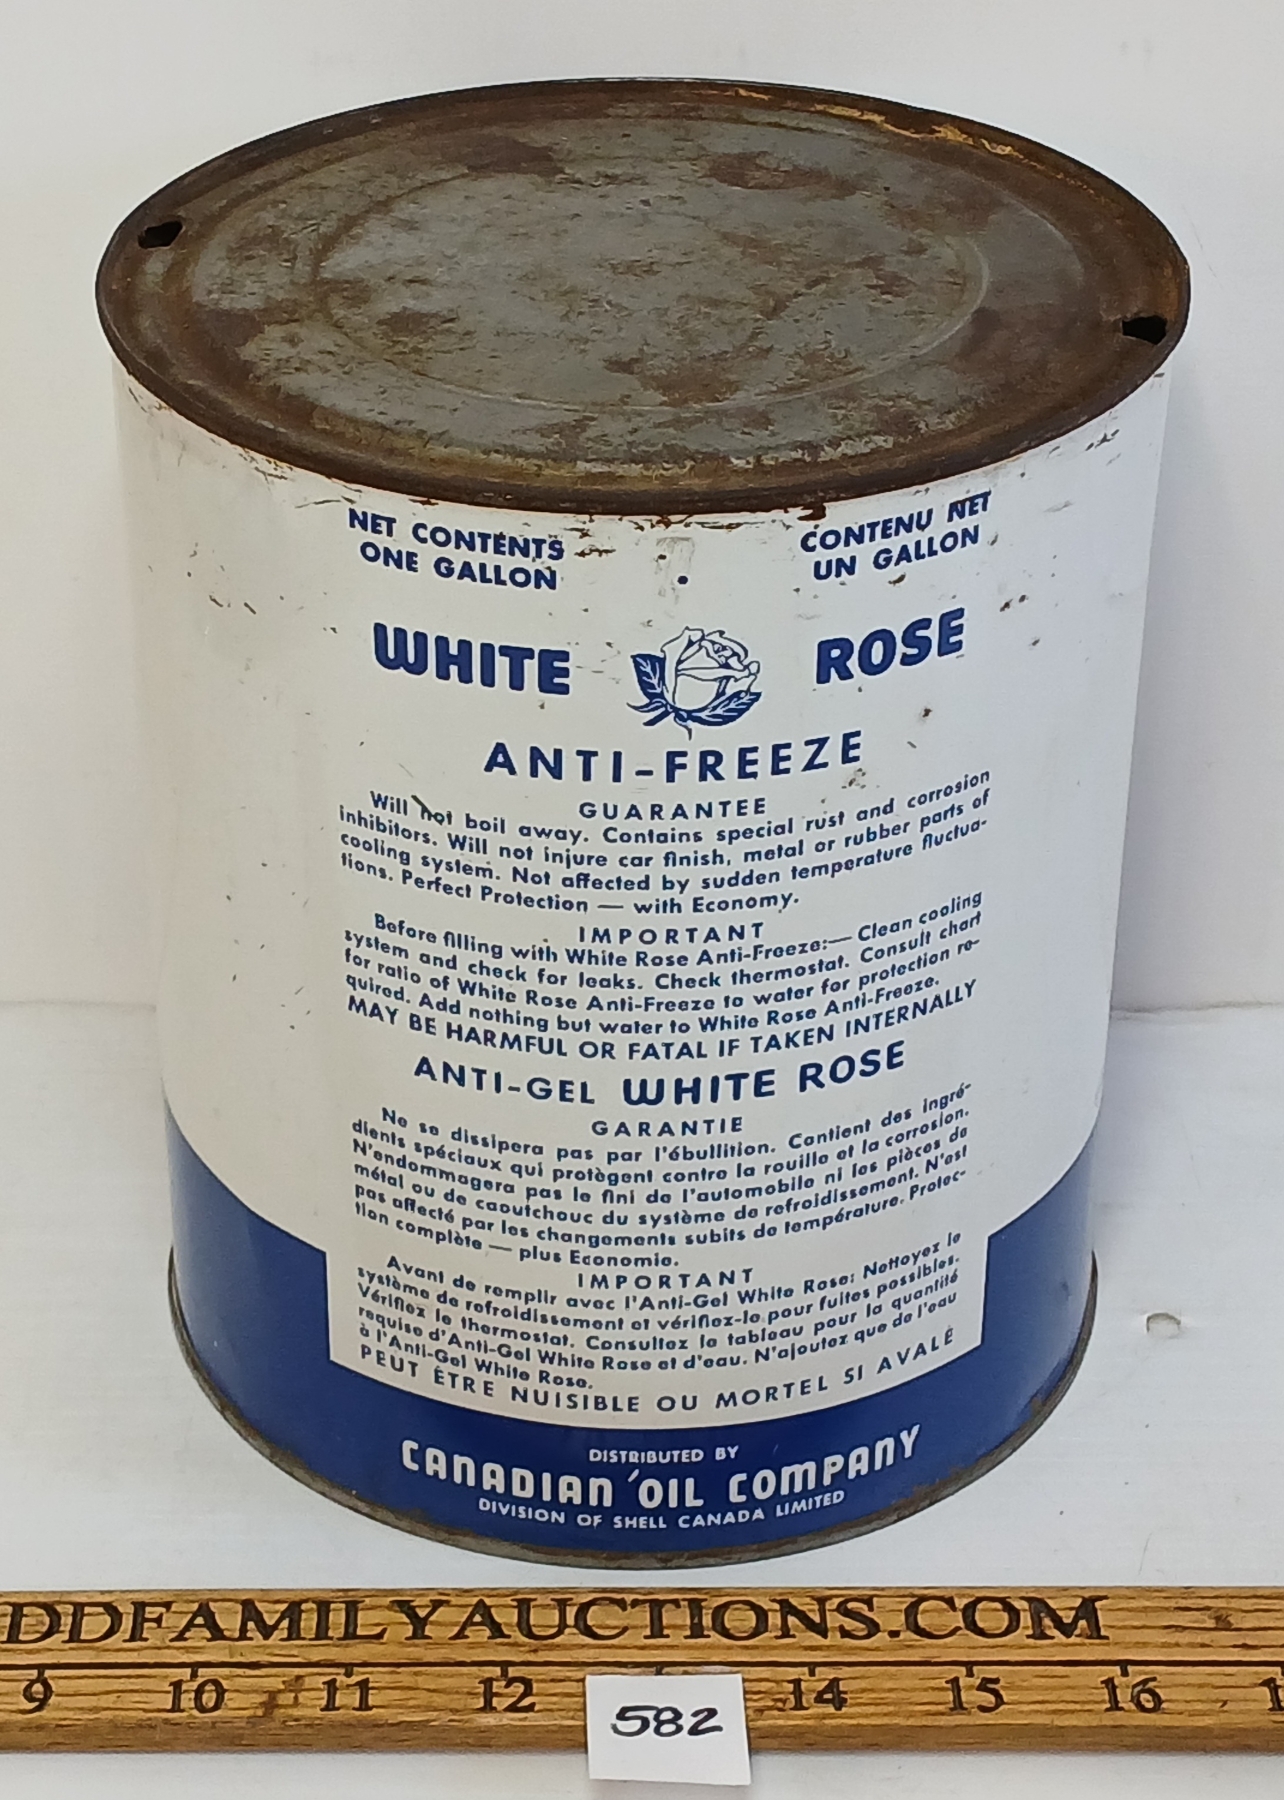 NET CONTENTS
ONE GALLON
CONTENU NET
UN GALLON
WHITE ROSE
ANTI-FREEZE
GUARANTEE
Will not boil away. Contains special rust and corrosion
inhibitors. Will not injure car finish, metal or rubber parts of
cooling system. Not affected by sudden temperature fluctua-
tions. Perfect Protection — with Economy.
IMPORTANT
Before filling with White Rose Anti-Freeze:— Clean cooling
system and check for leaks. Check thermostat. Consult chart
for ratio of White Rose Anti-Freeze to water for protection re-
quired. Add nothing but water to White Rose Anti-Freeze.
MAY BE HARMFUL OR FATAL IF TAKEN INTERNALLY
ANTI-GEL WHITE ROSE
GARANTIE
Ne se dissipera pas par l'ébullition. Contient des ingré-
dients spéciaux qui protègent contre la rouille et la corrosion.
N'endommagera pas le fini de l'automobile ni les pièces de
métal ou de caoutchouc du système de refroidissement. N'est
pas affecté par les changements subits de température. Protec-
tion complète — plus Economie.
IMPORTANT
Avant de remplir avec l'Anti-Gel White Rose: Nettoyez le
système de refroidissement et vérifiez-le pour fuites possibles.
Vérifiez le thermostat. Consultez le tableau pour la quantité
requise d'Anti-Gel White Rose et d'eau. N'ajoutez que de l'eau
à l'Anti-Gel White Rose.
PEUT ÊTRE NUISIBLE OU MORTEL SI AVALÉ
DISTRIBUTED BY
CANADIAN OIL COMPANY
DIVISION OF SHELL CANADA LIMITED
DDFAMILYAUCTIONS.COM
9 10 11 12 14 15 16
582